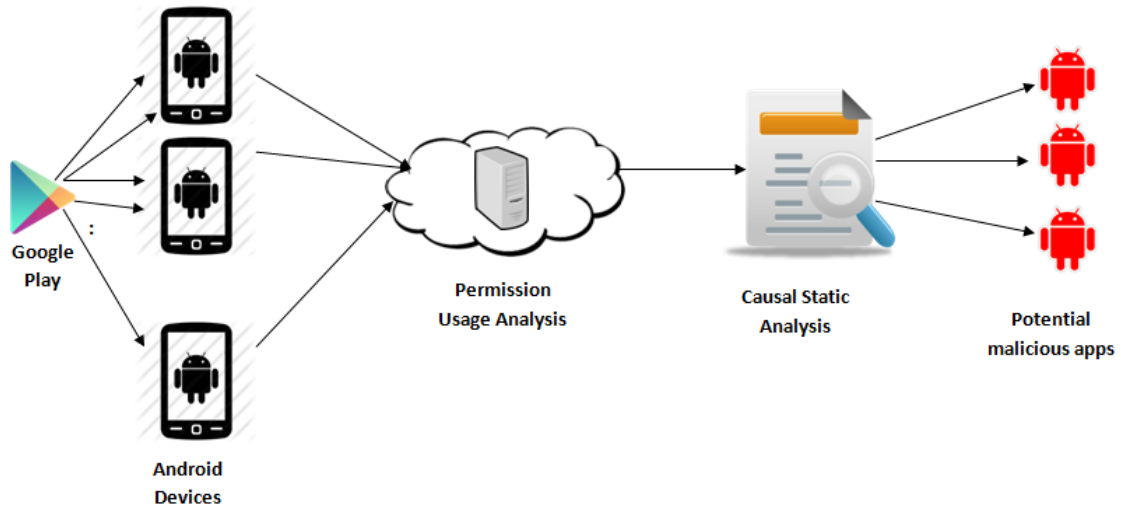 Google
Play
:
Android
Devices
Permission
Usage Analysis
Causal Static
Analysis
Potential
malicious apps